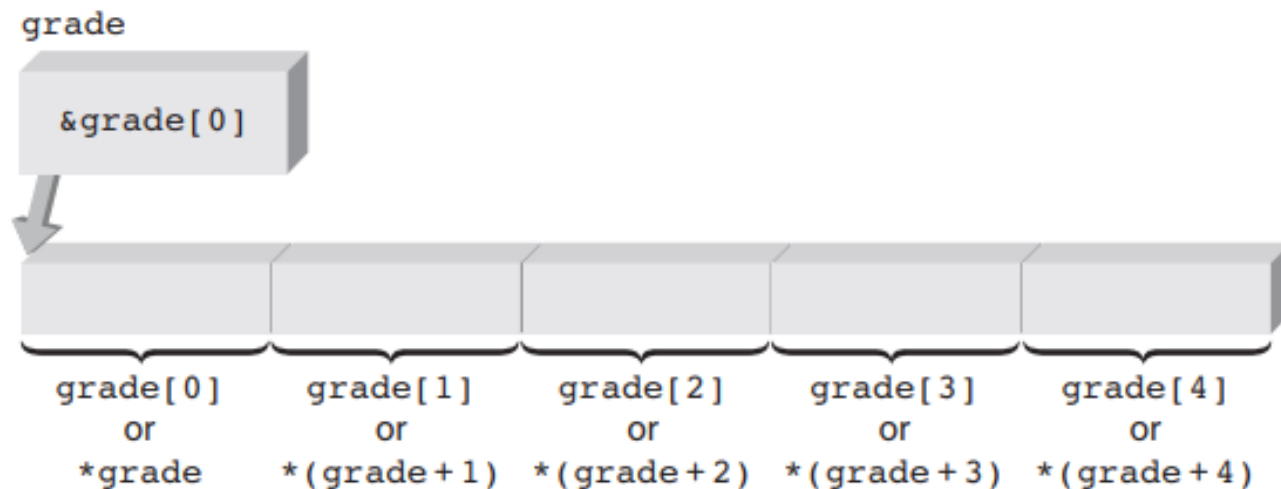 grade
&grade[0]
grade[0] grade[1] grade[2] grade[3] grade[4]
or or or or or
*grade *(grade+1) *(grade+2) *(grade+3) *(grade+4)